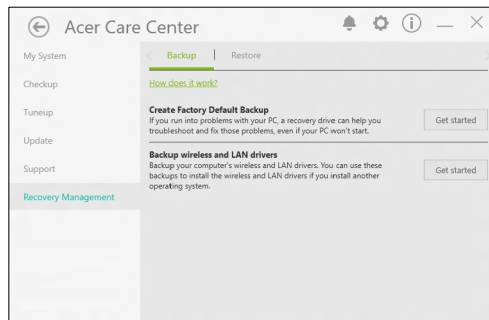 Acer Care Center
My System
Checkup
Tuneup
Update
Support
Recovery Management
Backup
Restore
How does it work?
Create Factory Default Backup
If you run into problems with your PC, a recovery drive can help you
troubleshoot and fix those problems, even if your PC won't start.
Get started
Backup wireless and LAN drivers
Backup your computer's wireless and LAN drivers. You can use these
backups to install the wireless and LAN drivers if you install another
operating system.
Get started